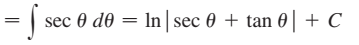 = ∫ sec θ dθ = ln|sec θ + tan θ| + C